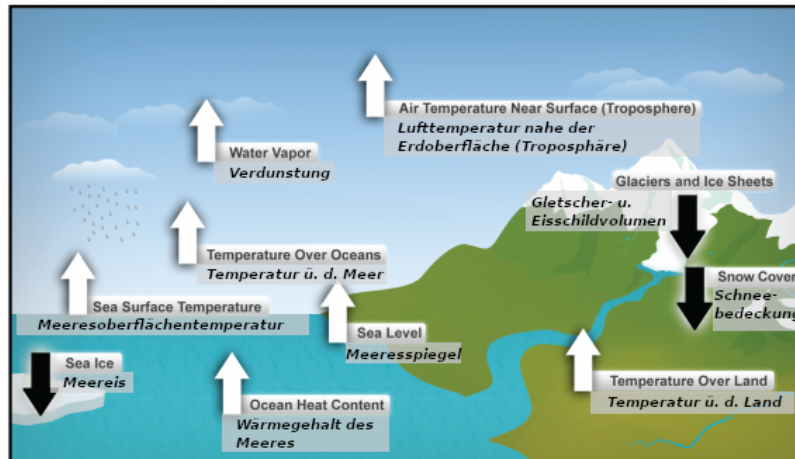 Air Temperature Near Surface (Troposphere)
Lufttemperatur nahe der
Erdoberfläche (Troposphäre)
Water Vapor
Verdunstung
Glaciers and Ice Sheets
Gletscher- u.
Eisschildvolumen
Temperature Over Oceans
Temperatur ü. d. Meer
Snow Cover
Schnee-
bedeckung
Sea Surface Temperature
Meeresoberflächentemperatur
Sea Level
Meeresspiegel
Sea Ice
Meereis
Temperature Over Land
Temperatur ü. d. Land
Ocean Heat Content
Wärmegehalt des
Meeres